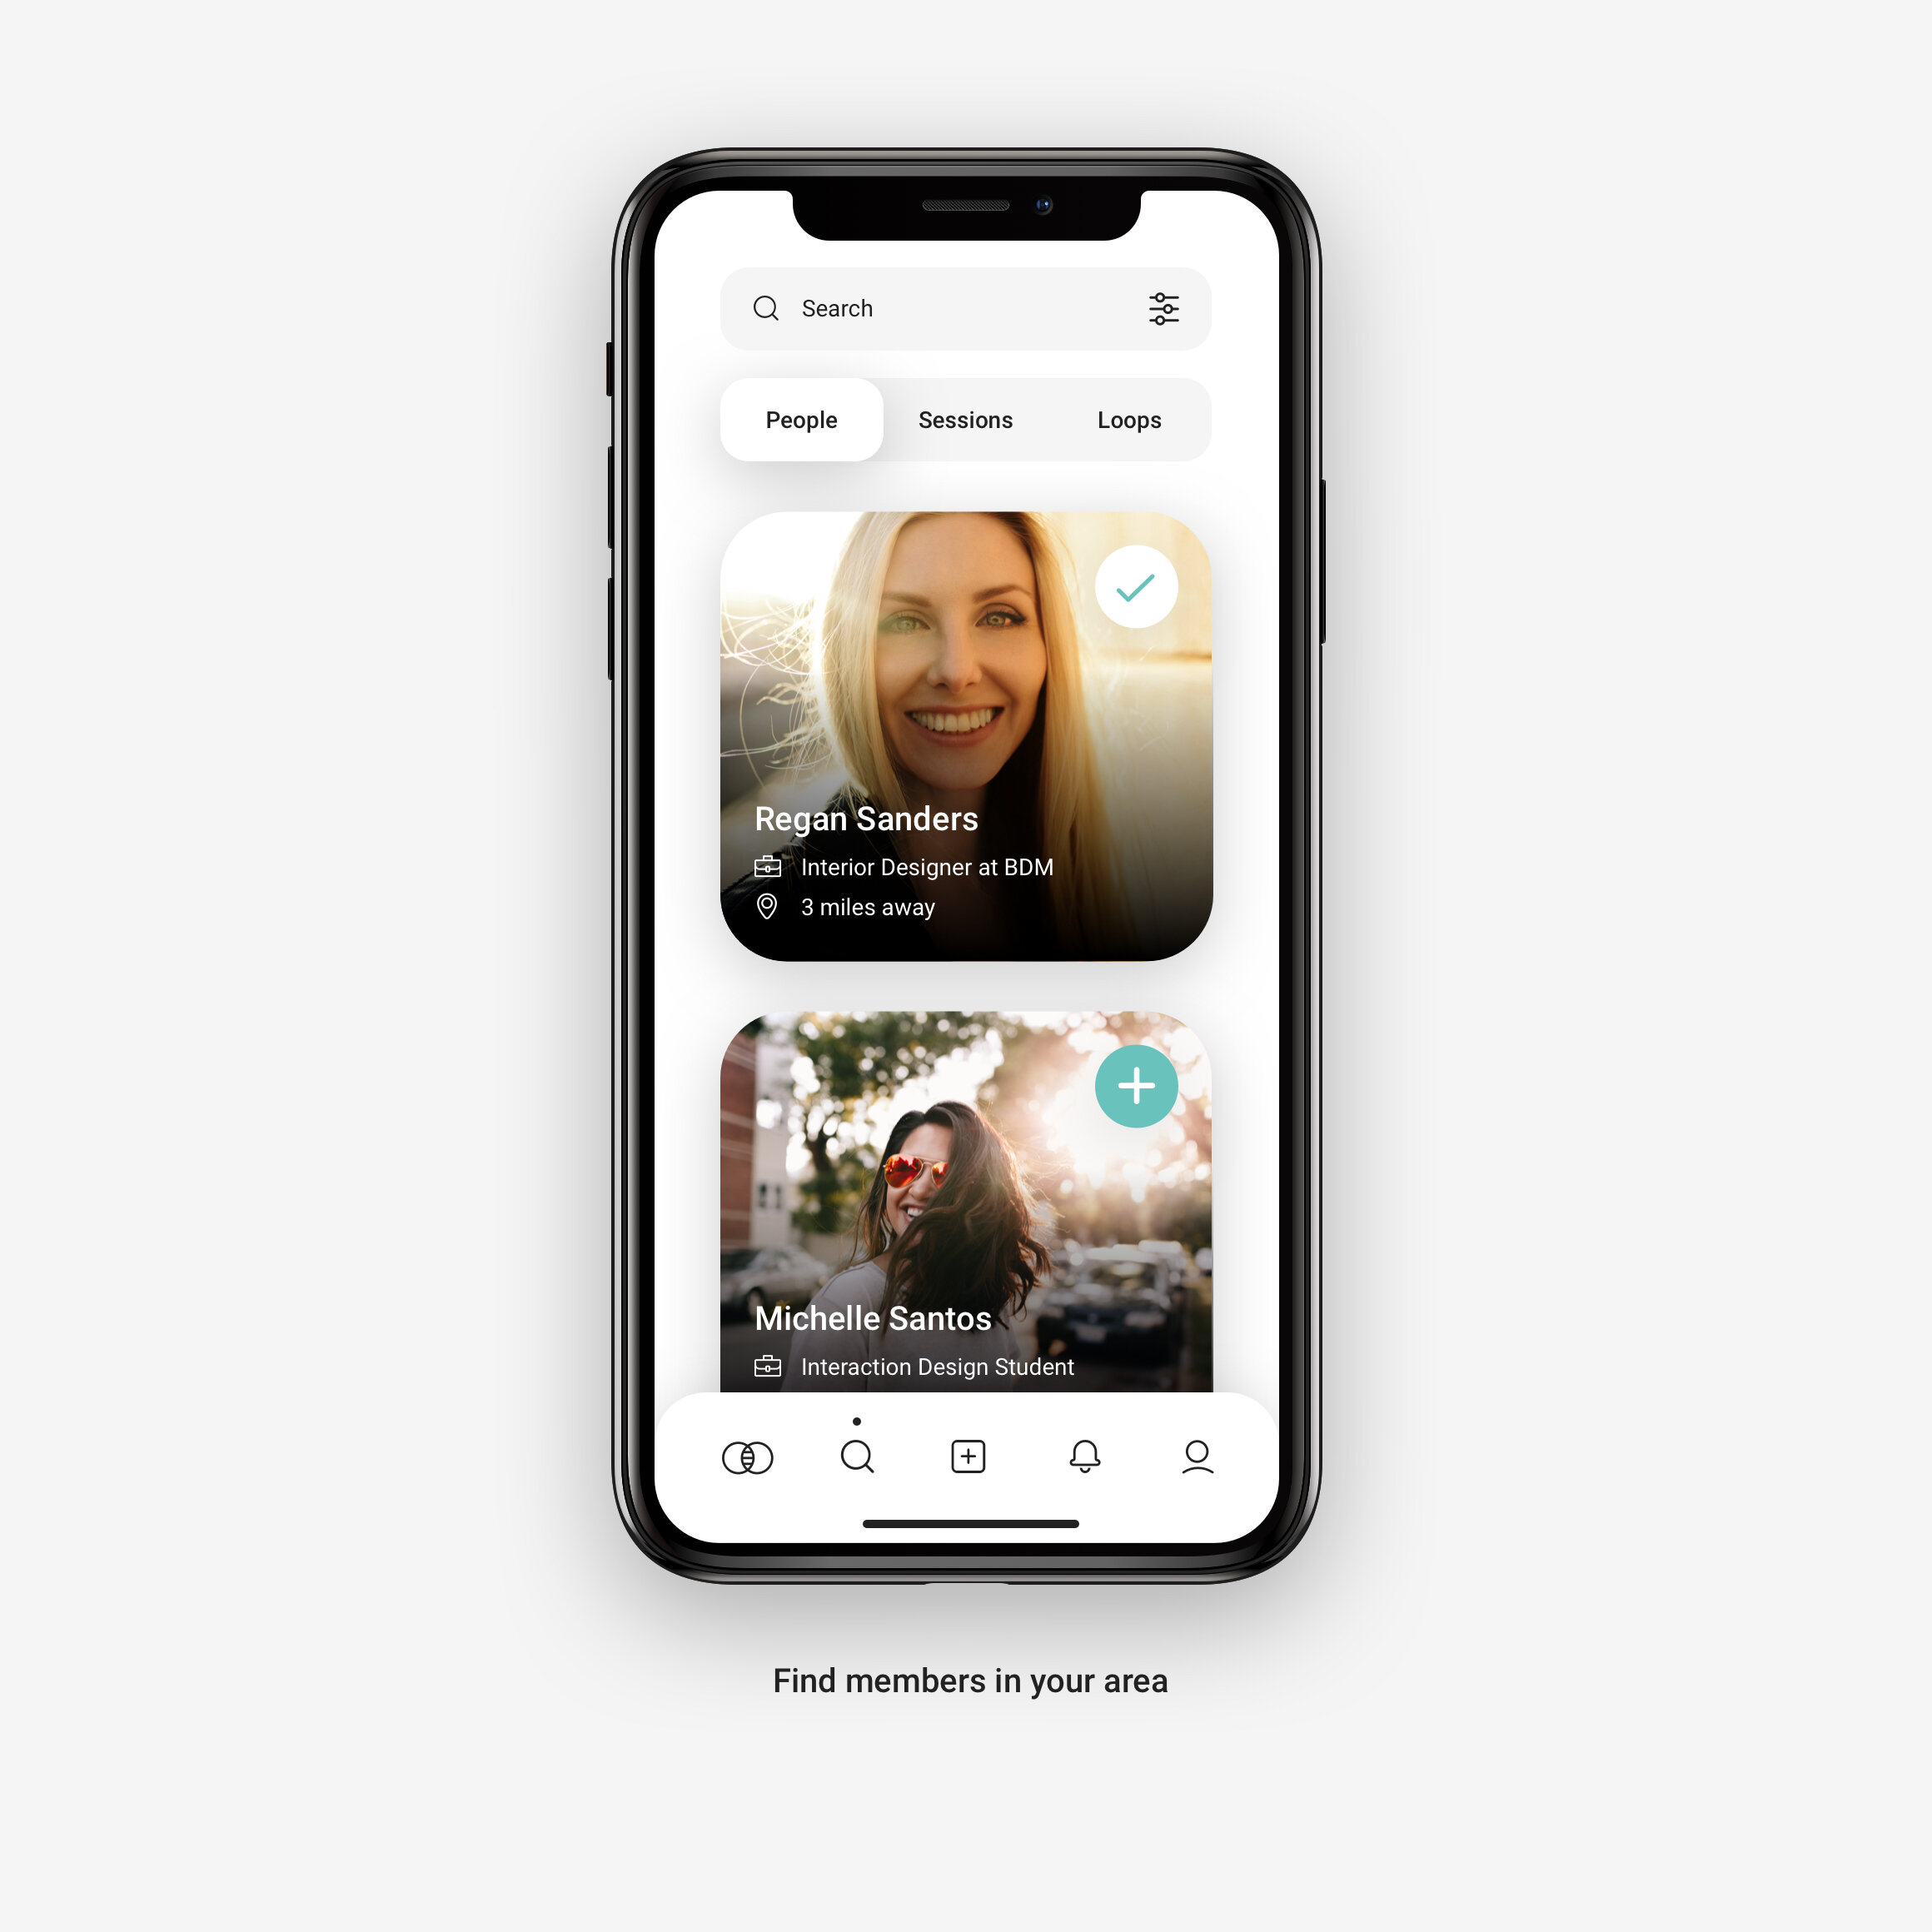 Search
People Sessions Loops
Regan Sanders
Interior Designer at BDM
3 miles away
Michelle Santos
Interaction Design Student
Find members in your area